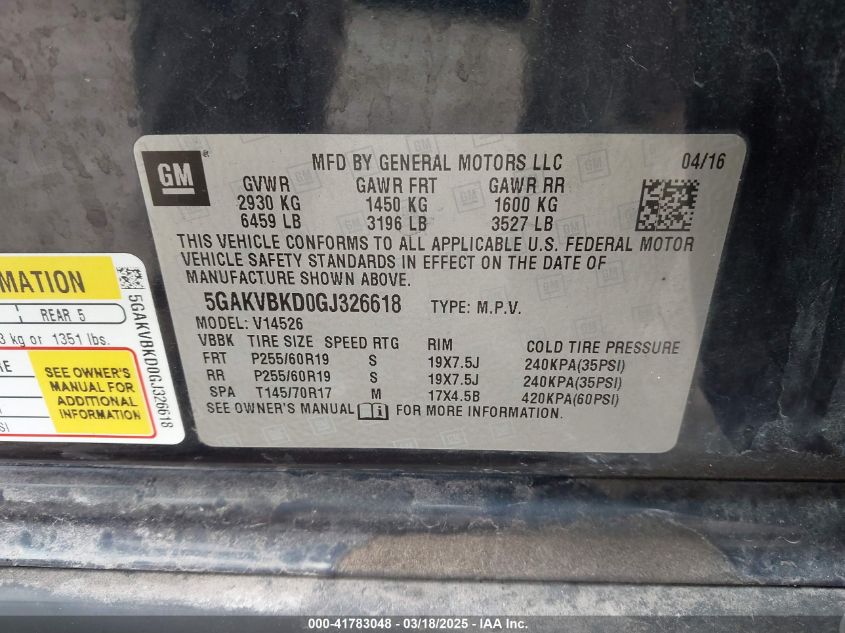 GM
MFD BY GENERAL MOTORS LLC 04/16
GVWR GAWR FRT GAWR RR
2930 KG 1450 KG 1600 KG
6459 LB 3196 LB 3527 LB
THIS VEHICLE CONFORMS TO ALL APPLICABLE U.S. FEDERAL MOTOR
VEHICLE SAFETY STANDARDS IN EFFECT ON THE DATE OF
MANUFACTURE SHOWN ABOVE.
5GAKVBKD0GJ326618 TYPE: M.P.V.
MODEL: V14526
VBBK TIRE SIZE SPEED RTG RIM COLD TIRE PRESSURE
FRT P255/60R19 S 19X7.5J 240KPA(35PSI)
RR P255/60R19 S 19X7.5J 240KPA(35PSI)
SPA T145/70R17 M 17X4.5B 420KPA(60PSI)
SEE OWNER'S MANUAL FOR MORE INFORMATION.
REAR 5
kg or 1351 lbs.
SEE OWNER'S
MANUAL FOR
ADDITIONAL
INFORMATION
5GAKVBKD0GJ326618
000-41783048 - 03/18/2025 - IAA Inc.